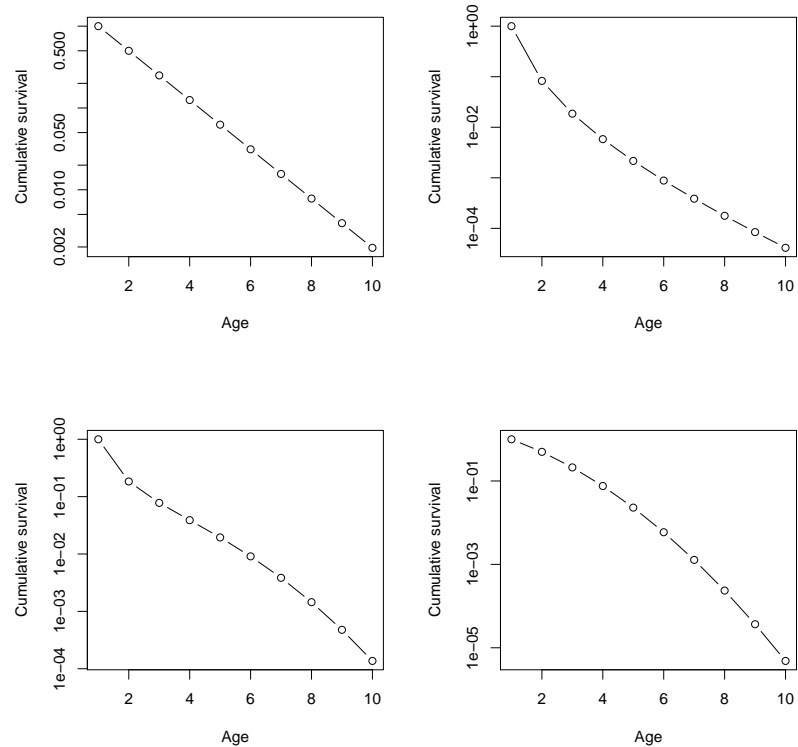 0.500
0.050
0.010
0.002
Cumulative survival
2 4 6 8 10
Age
1e+00
1e−02
1e−04
Cumulative survival
2 4 6 8 10
Age
1e+00
1e−01
1e−02
1e−03
1e−04
Cumulative survival
2 4 6 8 10
Age
1e−01
1e−03
1e−05
Cumulative survival
2 4 6 8 10
Age